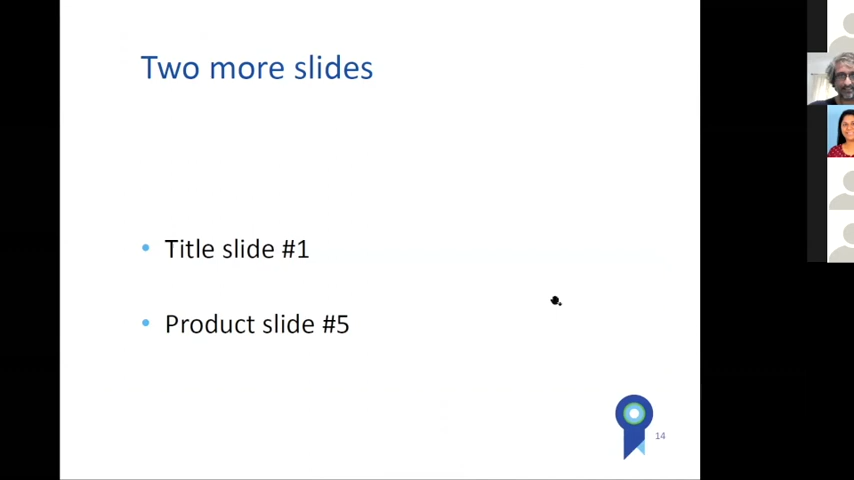 Two more slides
• Title slide #1
• Product slide #5
14